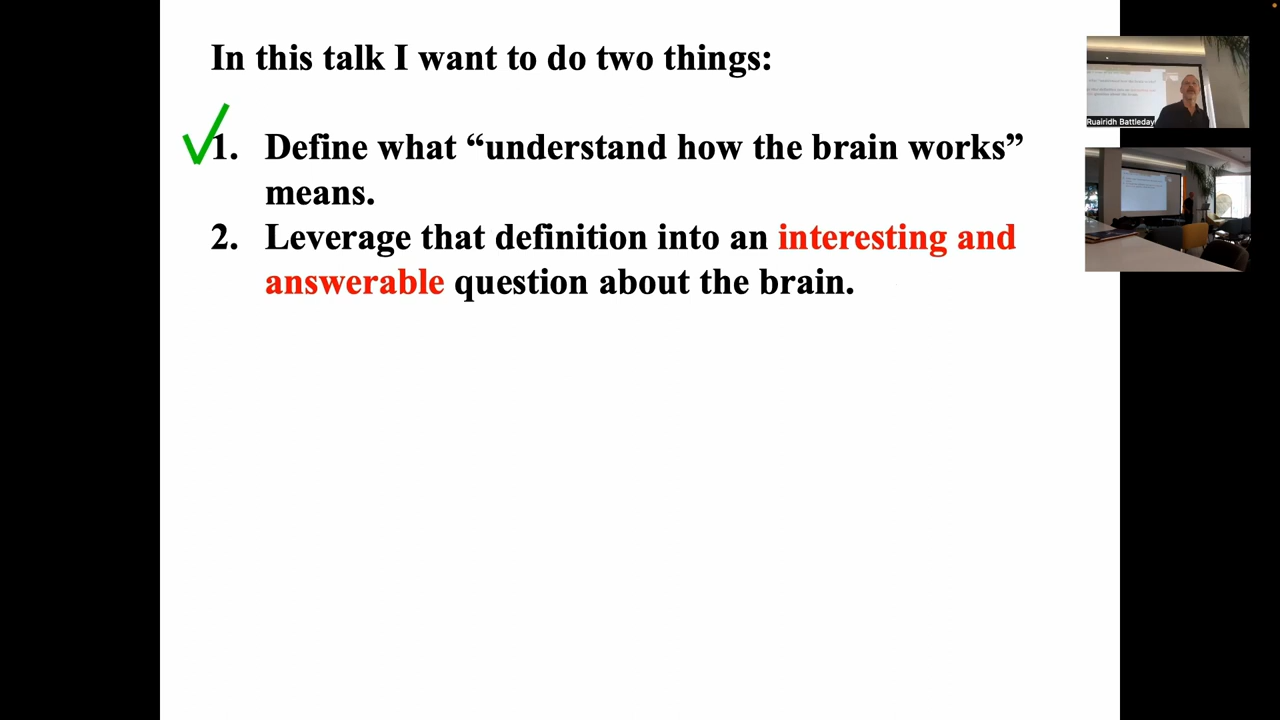 In this talk I want to do two things:
1. Define what “understand how the brain works”
means.
2. Leverage that definition into an interesting and
answerable question about the brain.
Ruairidh Battleday